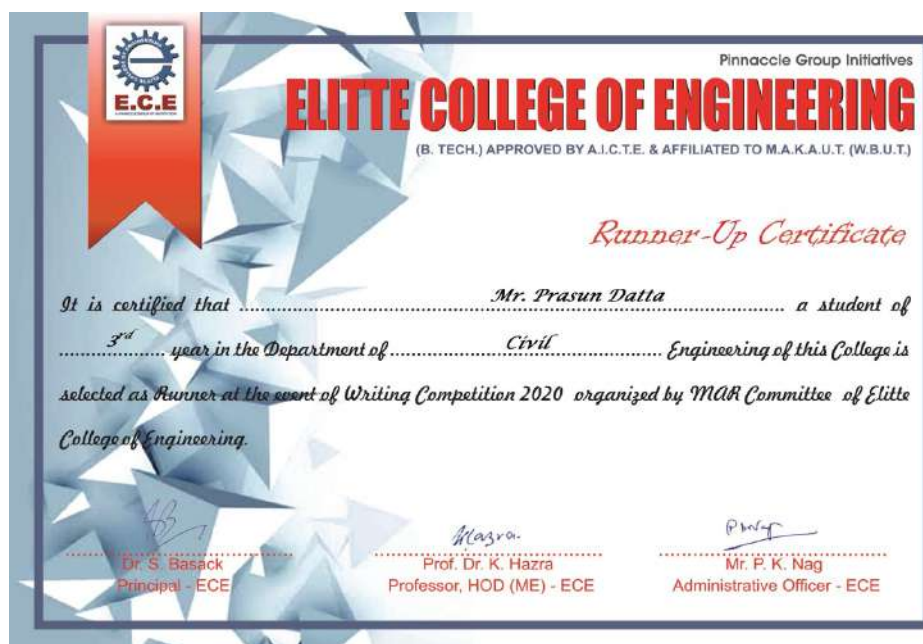 E.C.E
Pinnaccle Group Initiatives
ELITTE COLLEGE OF ENGINEERING
(B. TECH.) APPROVED BY A.I.C.T.E. & AFFILIATED TO M.A.K.A.U.T. (W.B.U.T.)
Runner-Up Certificate
It is certified that Mr. Prasun Datta a student of
3rd year in the Department of Civil Engineering of this College is
selected as Runner at the event of Writing Competition 2020 organized by MAR Committee of Elitte
College of Engineering.
Hazra
Dr. S. Basack Prof. Dr. K. Hazra Mr. P. K. Nag
Principal - ECE Professor, HOD (ME) - ECE Administrative Officer - ECE